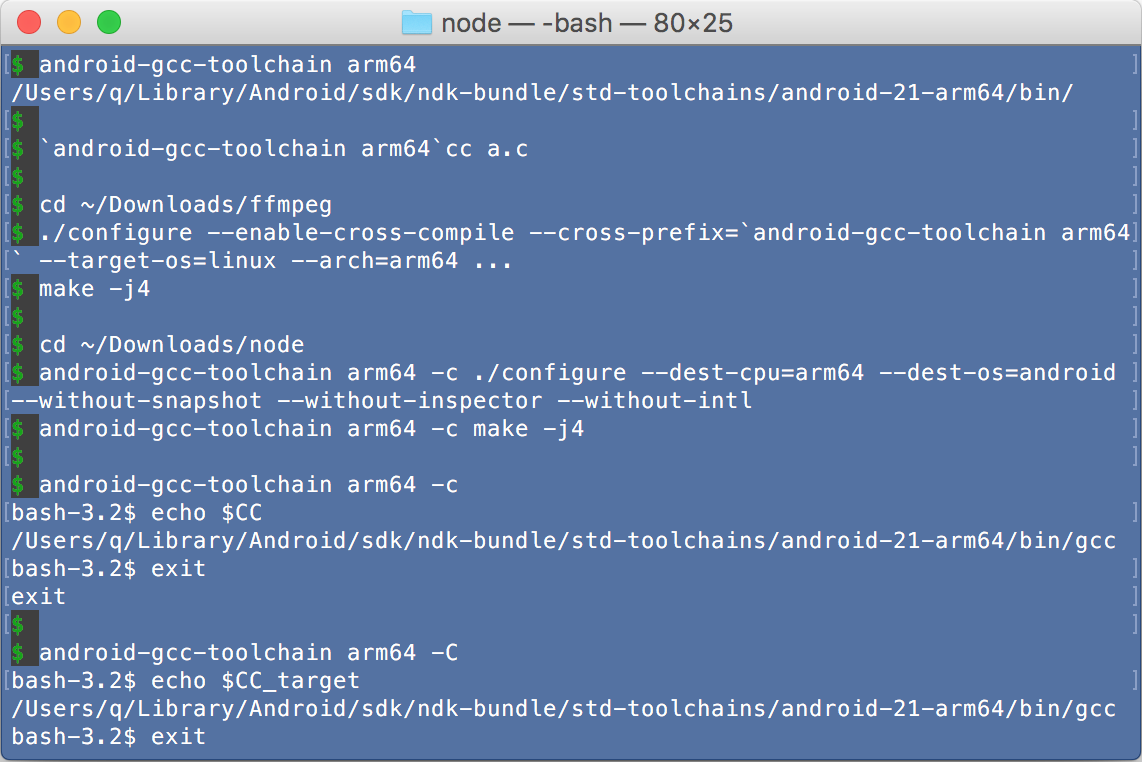 node — -bash — 80×25
$ android-gcc-toolchain arm64
/Users/q/Library/Android/sdk/ndk-bundle/std-toolchains/android-21-arm64/bin/
$
$ `android-gcc-toolchain arm64`cc a.c
$
$ cd ~/Downloads/ffmpeg
$ ./configure --enable-cross-compile --cross-prefix=`android-gcc-toolchain arm64
` --target-os=linux --arch=arm64 ...
$ make -j4
$
$ cd ~/Downloads/node
$ android-gcc-toolchain arm64 -c ./configure --dest-cpu=arm64 --dest-os=android
--without-snapshot --without-inspector --without-intl
$ android-gcc-toolchain arm64 -c make -j4
$
$ android-gcc-toolchain arm64 -c
bash-3.2$ echo $CC
/Users/q/Library/Android/sdk/ndk-bundle/std-toolchains/android-21-arm64/bin/gcc
bash-3.2$ exit
exit
$
$ android-gcc-toolchain arm64 -C
bash-3.2$ echo $CC_target
/Users/q/Library/Android/sdk/ndk-bundle/std-toolchains/android-21-arm64/bin/gcc
bash-3.2$ exit